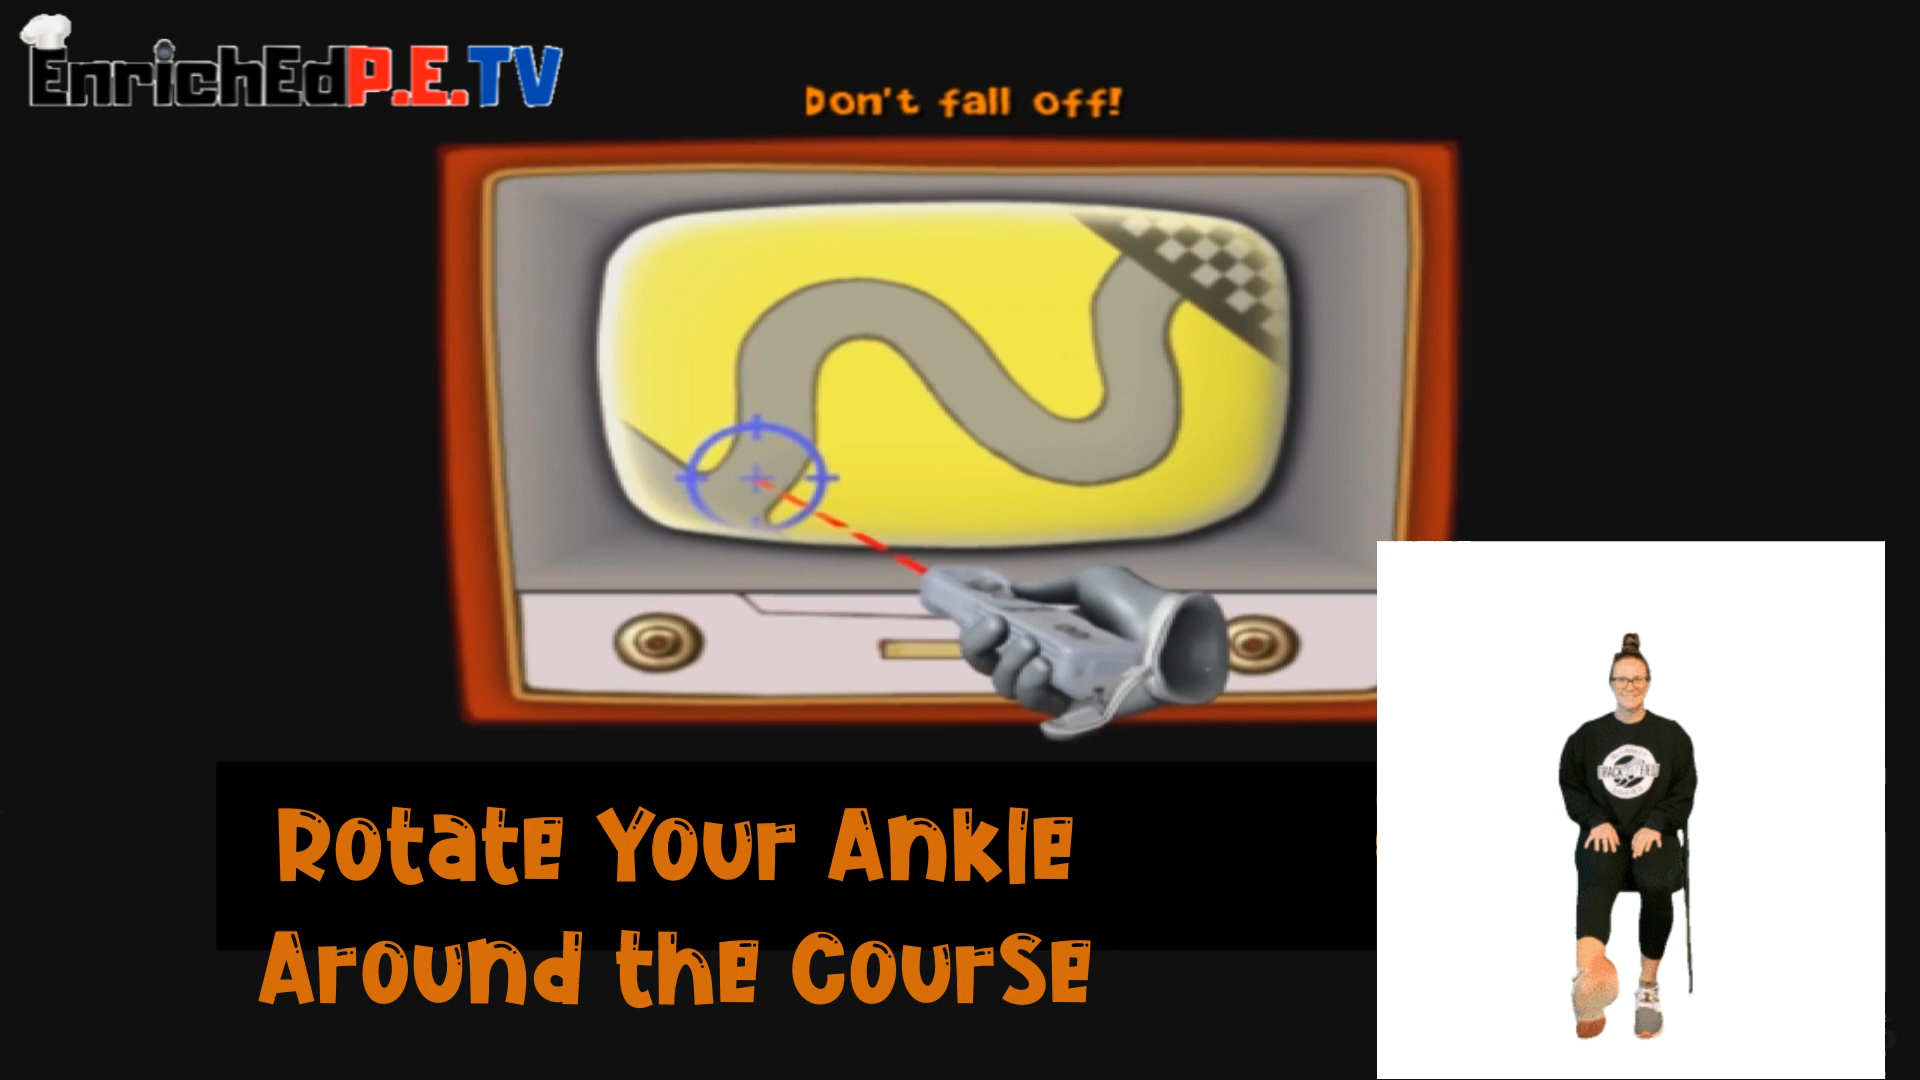 EnrichEdP.E.TV
Don't fall off!
Rotate Your Ankle
Around the Course